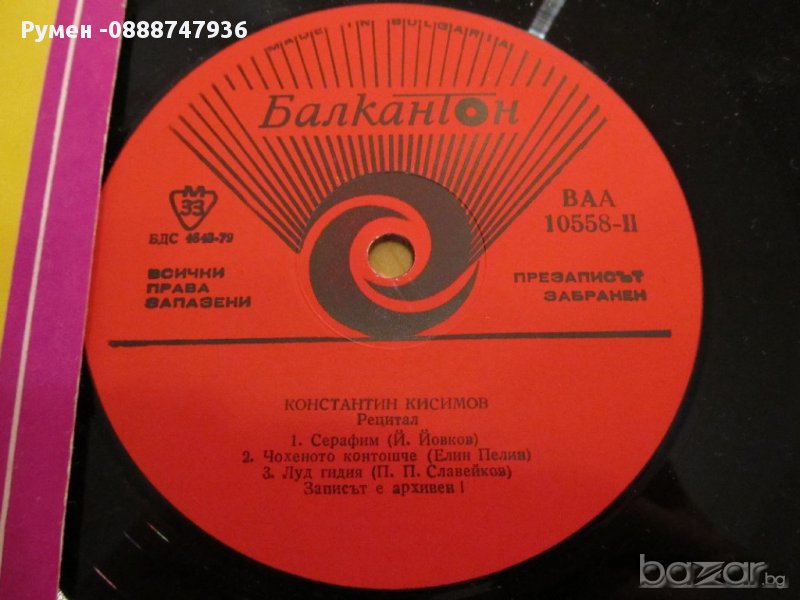 Румен -0888747936
MADE IN BULGARIA
Балкантон
М
33
БДС 4643-79
ВАА
10558-II
ВСИЧКИ
ПРАВА
ЗАПАЗЕНИ
ПРЕЗАПИСЪТ
ЗАБРАНЕН
КОНСТАНТИН КИСИМОВ
Рецитал
1. Серафим (Й. Йовков)
2. Чохеното контошче (Елин Пелин)
3. Луд гидия (П. П. Славейков)
Записът е архивен!
bazar.bg